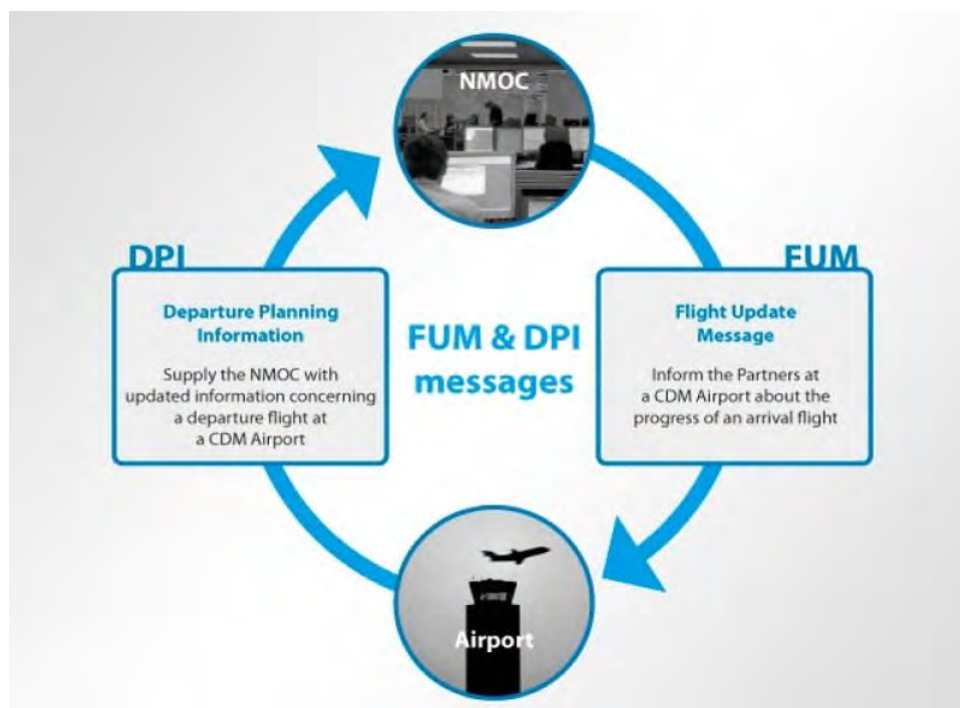 NMOC
DPI
Departure Planning
Information
Supply the NMOC with
updated information concerning
a departure flight at
a CDM Airport
FUM & DPI
messages
FUM
Flight Update
Message
Inform the Partners at
a CDM Airport about the
progress of an arrival flight
Airport